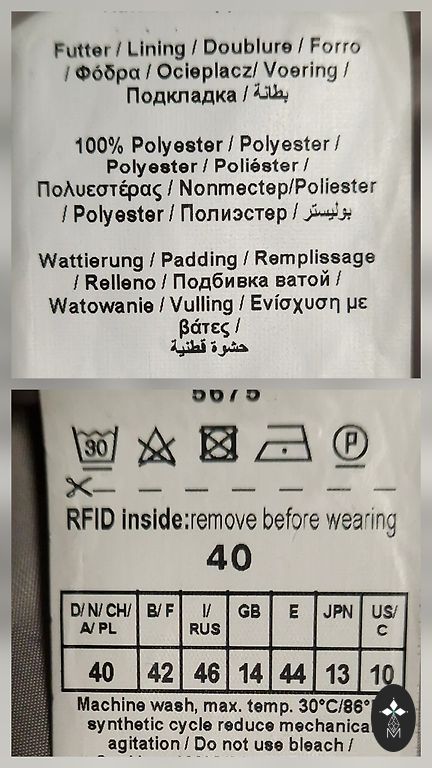 Futter / Lining / Doublure / Forro
/ Φόδρα / Ocieplacz/ Voering /
Подкладка / بطانة
100% Polyester / Polyester /
Polyester / Poliéster /
Πολυεστέρας / Nonmecтep/Poliester
/ Polyester / Полиэстер / بوليستر
Wattierung / Padding / Remplissage
/ Relleno / Подбивка ватой /
Watowanie / Vulling / Ενίσχυση με
βάτες /
حشوة قطنية
5675
30 P
RFID inside:remove before wearing
40
D/ N/ CH/ A/ PL B/ F I/ RUS GB E JPN US/ C
40 42 46 14 44 13 10
Machine wash, max. temp. 30°C/86°
synthetic cycle reduce mechanical
agitation / Do not use bleach /